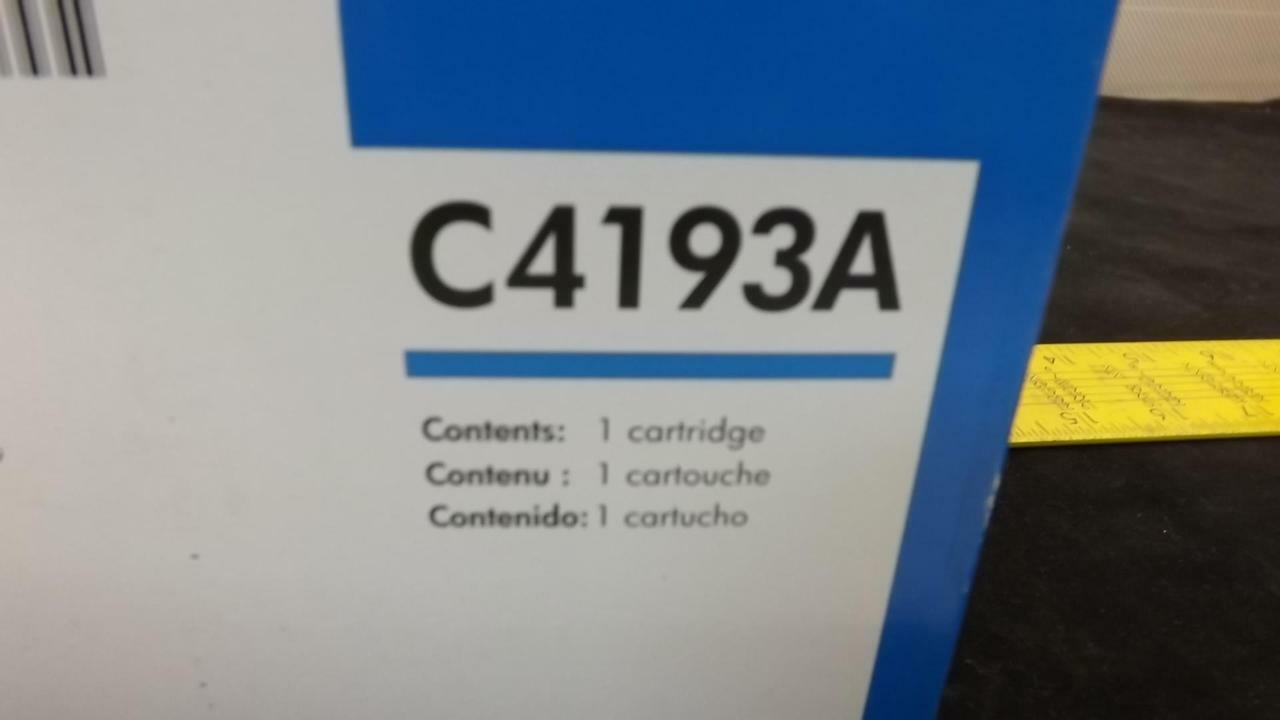 C4193A
Contents: 1 cartridge
Contenu : 1 cartouche
Contenido: 1 cartucho